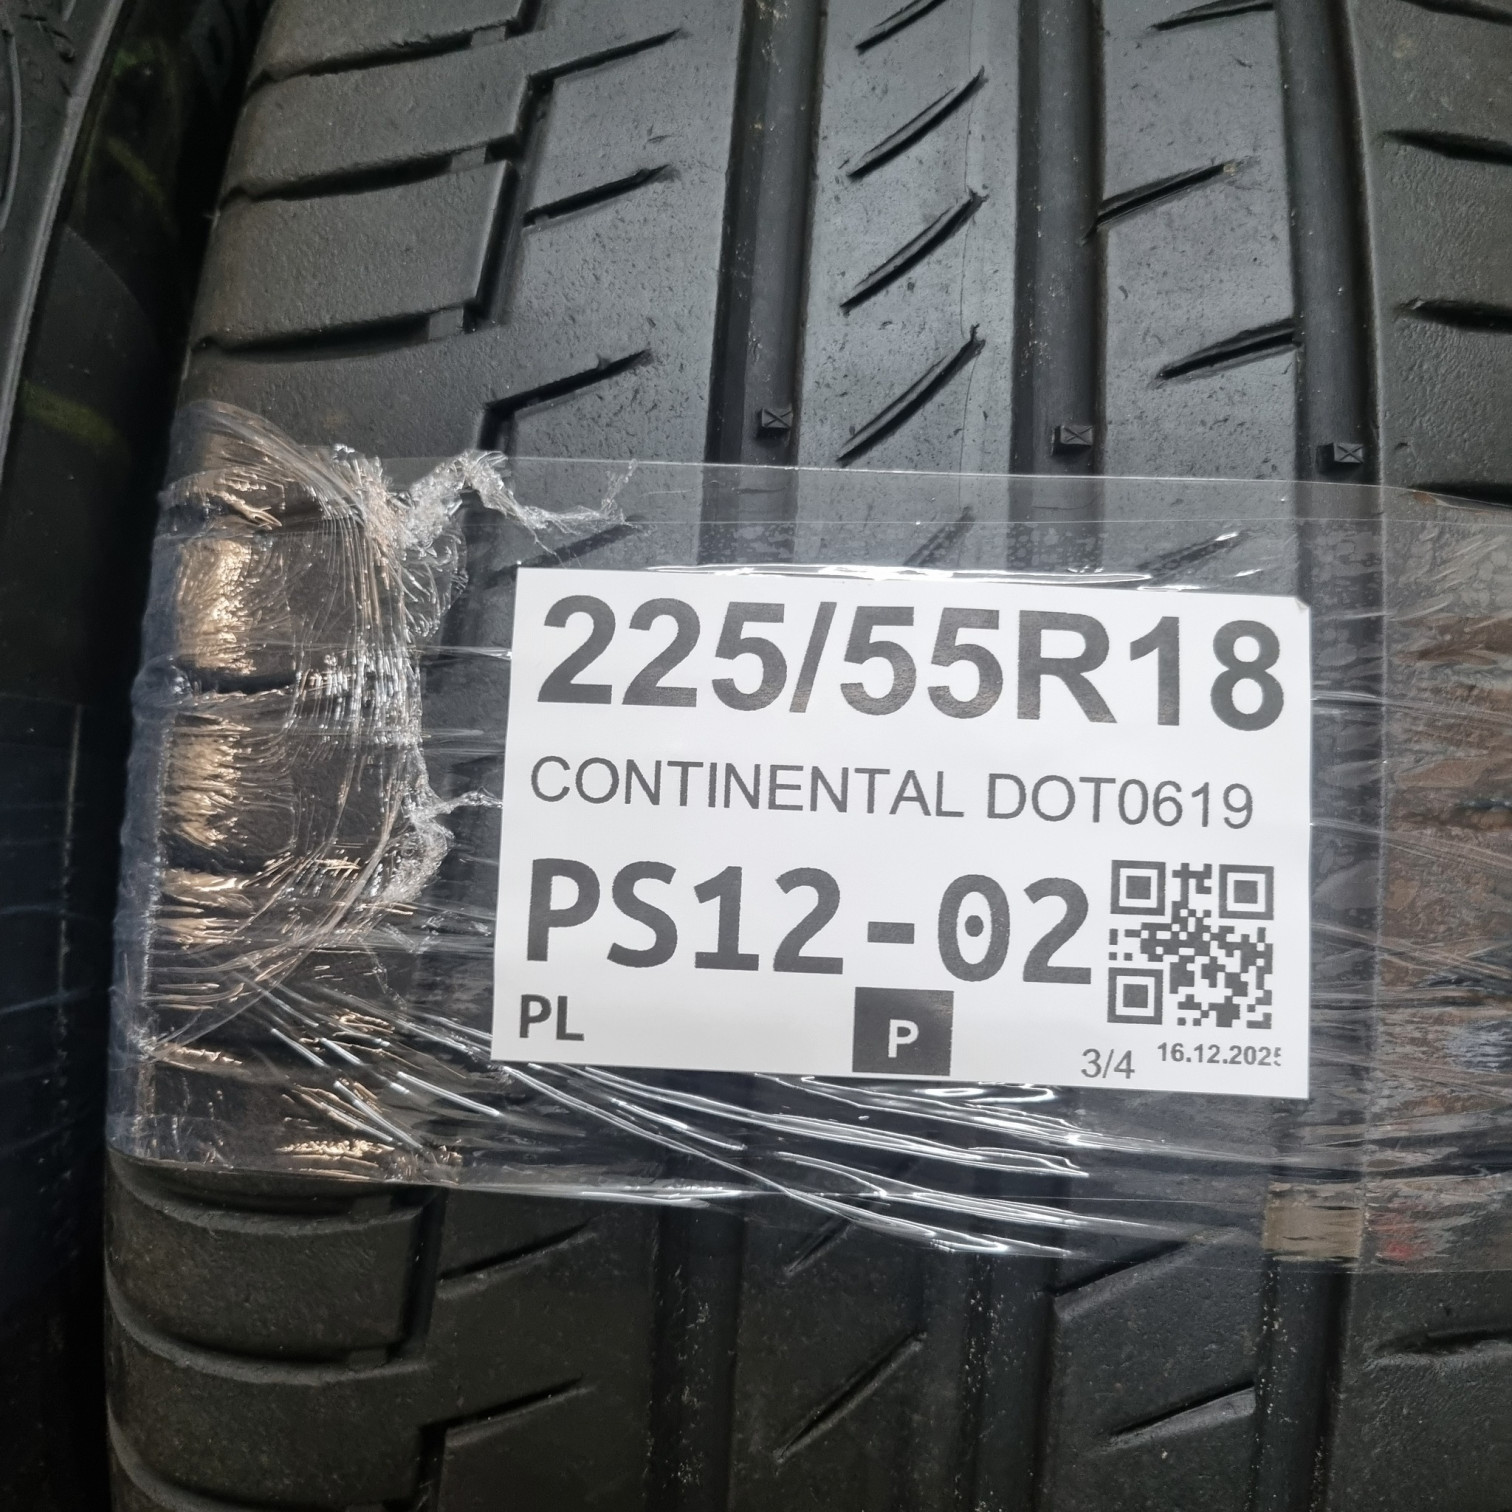 225/55R18
CONTINENTAL DOT0619
PS12-02
PL
P
3/4
16.12.2025